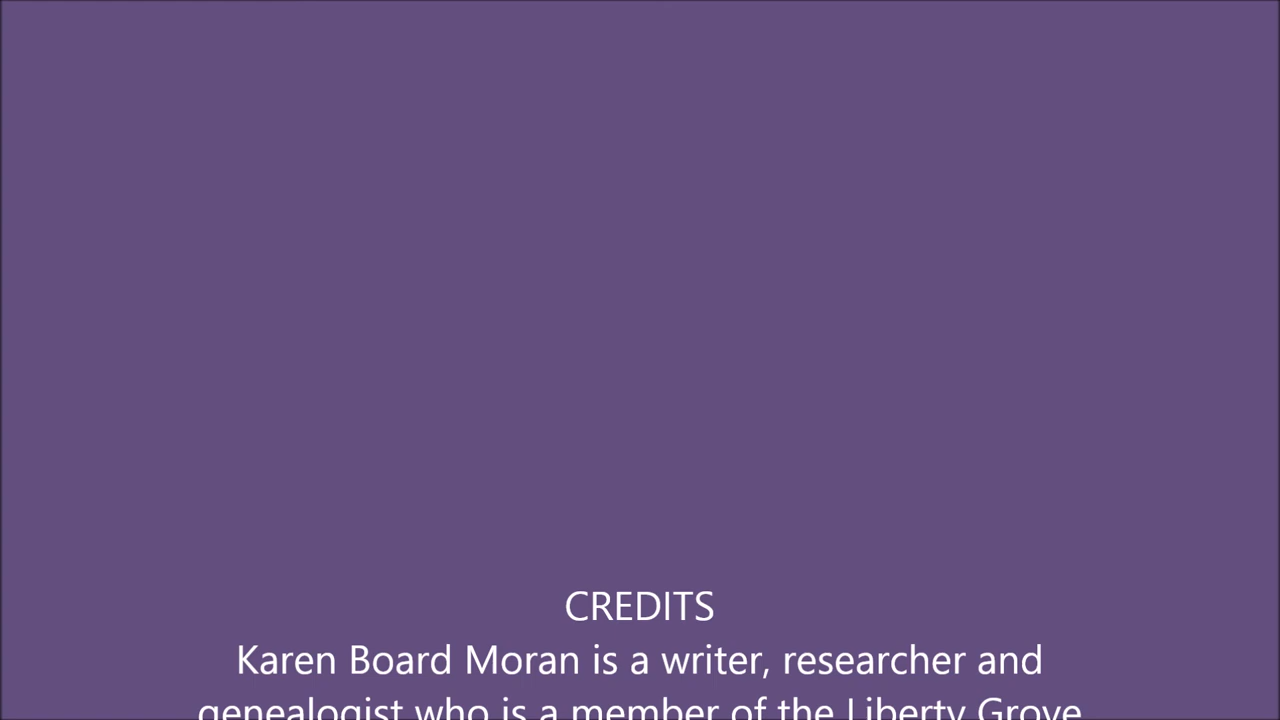 CREDITS
Karen Board Moran is a writer, researcher and
genealogist who is a member of the Liberty Grove